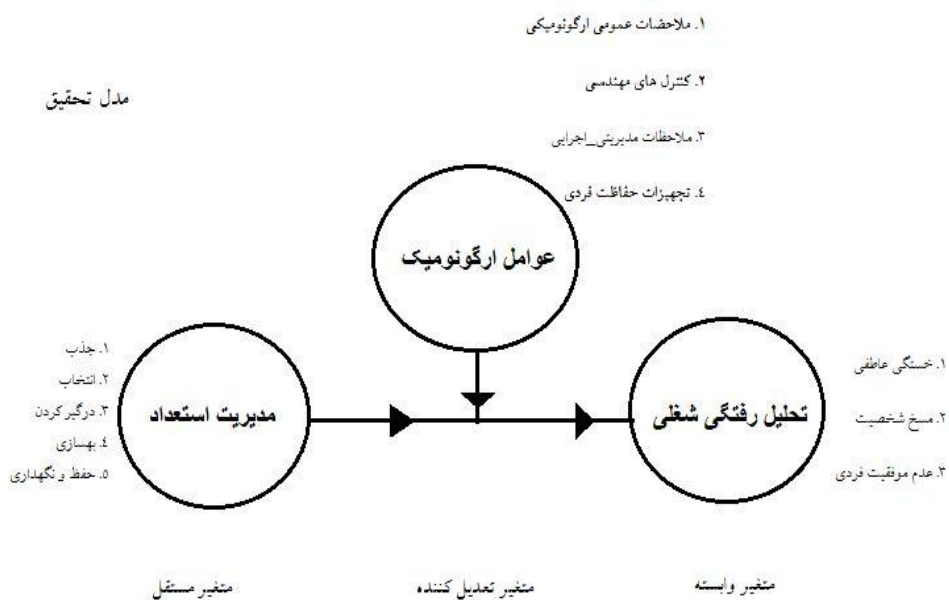 ۱. ملاحضات عمومی ارگونومیکی
۲. کنترل های مهندسی
۳. ملاحظات مدیریتی_اجرایی
۴. تجهیزات حفاظت فردی
مدل تحقیق
عوامل ارگونومیک
۱. جذب
۲. انتخاب
۳. درگیر کردن
۴. بهسازی
۵. حفظ و نگهداری
مدیریت استعداد
تحلیل رفتگی شغلی
۱. خستگی عاطفی
۲. مسخ شخصیت
۳. عدم موفقیت فردی
متغیر مستقل
متغیر تعدیل کننده
متغیر وابسته